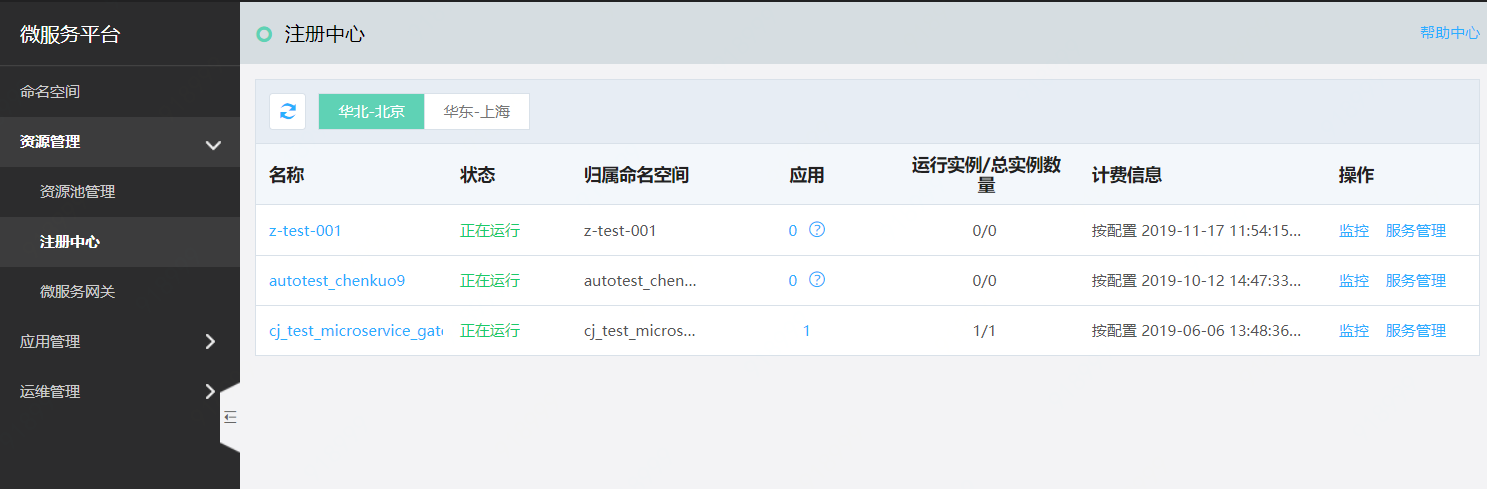 微服务平台
注册中心
帮助中心
命名空间
资源管理
资源池管理
注册中心
微服务网关
应用管理
运维管理
华北-北京 华东-上海
名称 状态 归属命名空间 应用 运行实例/总实例数
量 计费信息 操作
z-test-001 正在运行 z-test-001 0 ? 0/0 按配置 2019-11-17 11:54:15... 监控 服务管理
autotest_chenkuo9 正在运行 autotest_chen... 0 ? 0/0 按配置 2019-10-12 14:47:33... 监控 服务管理
cj_test_microservice_gate 正在运行 cj_test_micros... 1 1/1 按配置 2019-06-06 13:48:36... 监控 服务管理